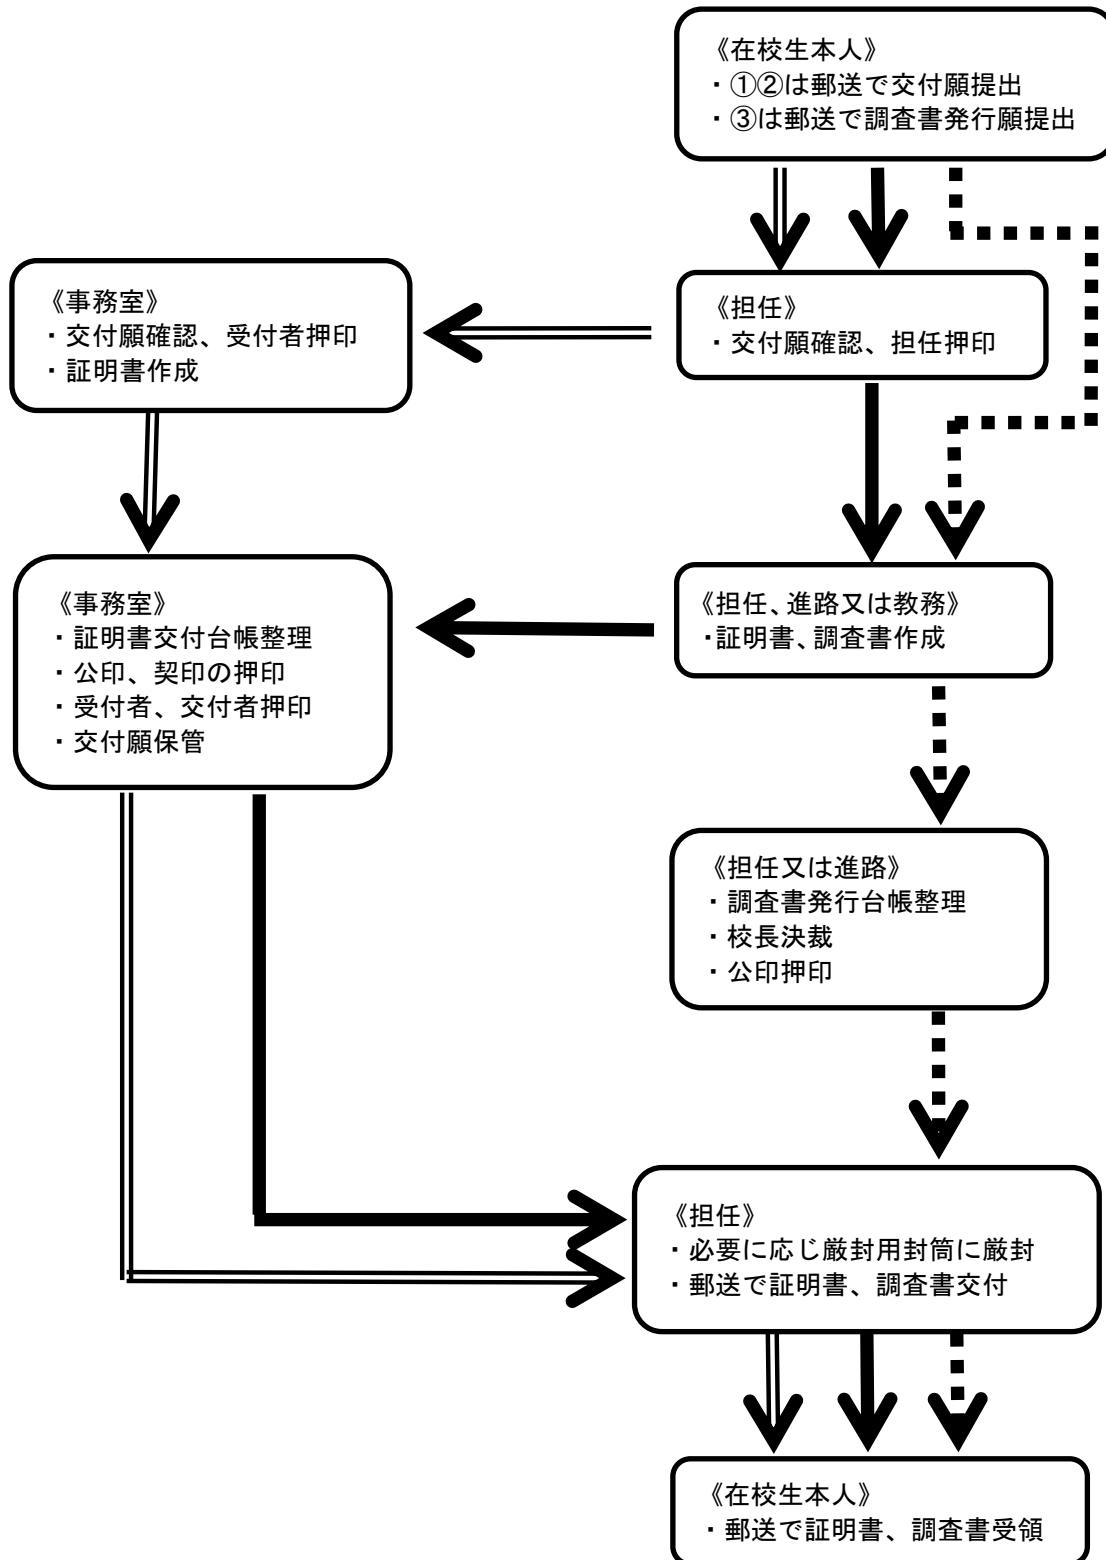 《在校生本人》
・①②は郵送で交付願提出
・③は郵送で調査書発行願提出
《事務室》
・交付願確認、受付者押印
・証明書作成
《担任》
・交付願確認、担任押印
《事務室》
・証明書交付台帳整理
・公印、契印の押印
・受付者、交付者押印
・交付願保管
《担任、進路又は教務》
・証明書、調査書作成
《担任又は進路》
・調査書発行台帳整理
・校長決裁
・公印押印
《担任》
・必要に応じ厳封用封筒に厳封
・郵送で証明書、調査書交付
《在校生本人》
・郵送で証明書、調査書受領